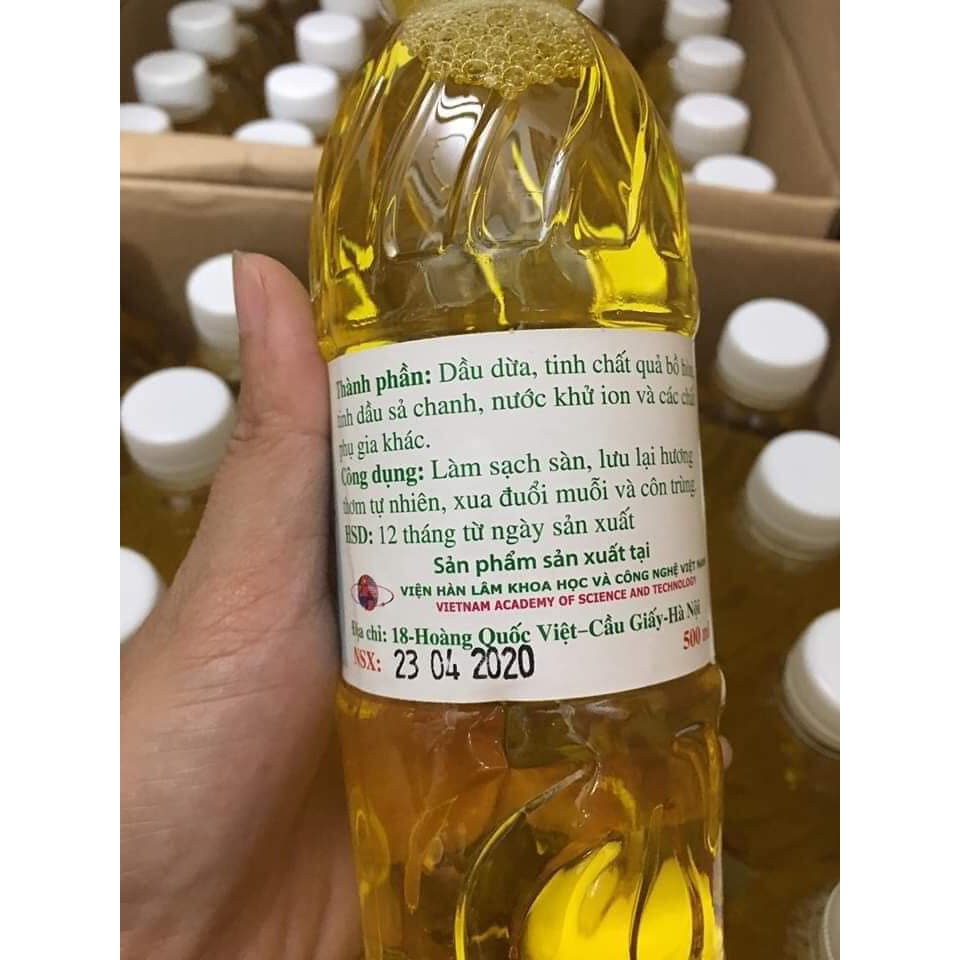 Thành phần: Dầu dừa, tinh chất quả bồ
tinh dầu sả chanh, nước khử ion và các chất
phụ gia khác.
Công dụng: Làm sạch sàn, lưu lại hương
thơm tự nhiên, xua đuổi muỗi và côn trùng
HSD: 12 tháng từ ngày sản xuất
Sản phẩm sản xuất tại
VIỆN HÀN LÂM KHOA HỌC VÀ CÔNG NGHỆ VIỆT NAM
VIETNAM ACADEMY OF SCIENCE AND TECHNOLOGY
Địa chỉ: 18-Hoàng Quốc Việt–Cầu Giấy-Hà Nội
NSX: 23 04 2020
500 ml